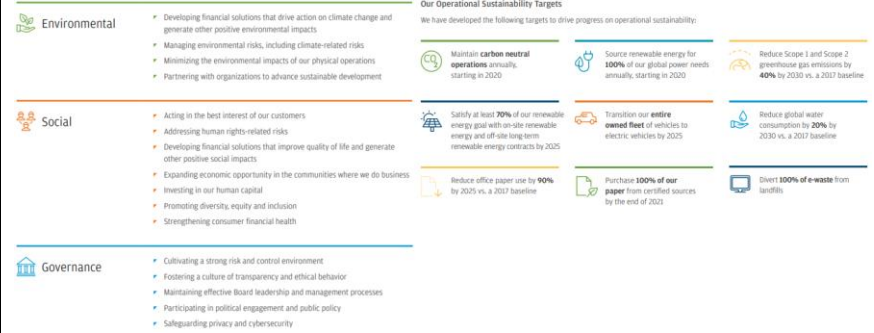 Environmental
Developing financial solutions that drive action on climate change and
generate other positive environmental impacts
Managing environmental risks, including climate-related risks
Minimizing the environmental impacts of our physical operations
Partnering with organizations to advance sustainable development
Social
Acting in the best interest of our customers
Addressing human rights-related risks
Developing financial solutions that improve quality of life and generate
other positive social impacts
Expanding economic opportunity in the communities where we do business
Investing in our human capital
Promoting diversity, equity and inclusion
Strengthening consumer financial health
Governance
Cultivating a strong risk and control environment
Fostering a culture of transparency and ethical behavior
Maintaining effective Board leadership and management processes
Participating in political engagement and public policy
Safeguarding privacy and cybersecurity
Our Operational Sustainability Targets
We have developed the following targets to drive progress on operational sustainability:
CO2
Maintain carbon neutral
operations annually,
starting in 2020
Source renewable energy for
100% of our global power needs
annually, starting in 2020
Reduce Scope 1 and Scope 2
greenhouse gas emissions by
40% by 2030 vs. a 2017 baseline
Satisfy at least 70% of our renewable
energy goal with on-site renewable
energy and off-site long-term
renewable energy contracts by 2025
Transition our entire
owned fleet of vehicles to
electric vehicles by 2025
Reduce global water
consumption by 20% by
2030 vs. a 2017 baseline
Reduce office paper use by 90%
by 2025 vs. a 2017 baseline
Purchase 100% of our
paper from certified sources
by the end of 2021
Divert 100% of e-waste from
landfills